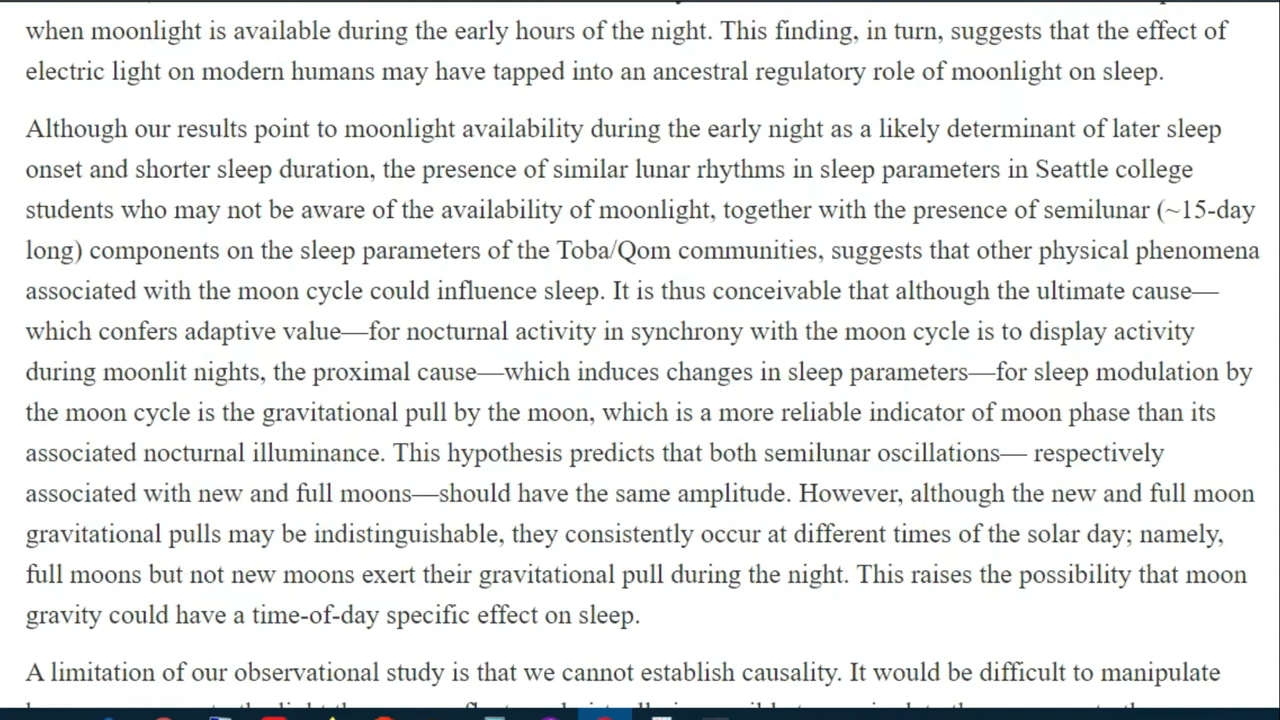 when moonlight is available during the early hours of the night. This finding, in turn, suggests that the effect of
electric light on modern humans may have tapped into an ancestral regulatory role of moonlight on sleep.
Although our results point to moonlight availability during the early night as a likely determinant of later sleep
onset and shorter sleep duration, the presence of similar lunar rhythms in sleep parameters in Seattle college
students who may not be aware of the availability of moonlight, together with the presence of semilunar (~15-day
long) components on the sleep parameters of the Toba/Qom communities, suggests that other physical phenomena
associated with the moon cycle could influence sleep. It is thus conceivable that although the ultimate cause—
which confers adaptive value—for nocturnal activity in synchrony with the moon cycle is to display activity
during moonlit nights, the proximal cause—which induces changes in sleep parameters—for sleep modulation by
the moon cycle is the gravitational pull by the moon, which is a more reliable indicator of moon phase than its
associated nocturnal illuminance. This hypothesis predicts that both semilunar oscillations— respectively
associated with new and full moons—should have the same amplitude. However, although the new and full moon
gravitational pulls may be indistinguishable, they consistently occur at different times of the solar day; namely,
full moons but not new moons exert their gravitational pull during the night. This raises the possibility that moon
gravity could have a time-of-day specific effect on sleep.
A limitation of our observational study is that we cannot establish causality. It would be difficult to manipulate